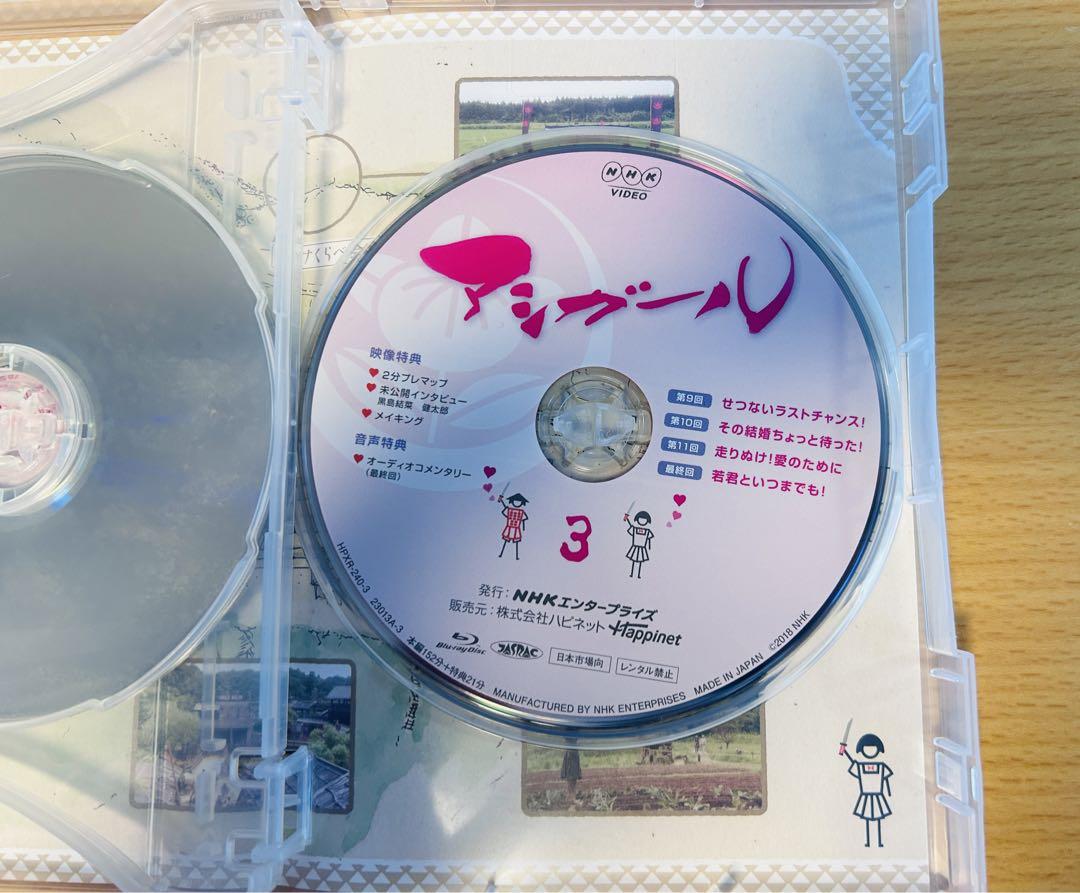 NHK
VIDEO
アシガール
映像特典
2分プレマップ
未公開インタビュー
黒島結菜 健太郎
メイキング
音声特典
オーディオコメンタリー
(最終回)
第9回 せつないラストチャンス!
第10回 その結婚ちょっと待った!
第11回 走りぬけ!愛のために
最終回 若君といつまでも!
3
発行:NHKエンタープライズ
販売元:株式会社ハピネット Happinet
Blu-ray Disc JASRAC 日本市場向 レンタル禁止
HPXR-240-3 23013A-3 本編152分+特典21分 MANUFACTURED BY NHK ENTERPRISES MADE IN JAPAN ©2018 NHK